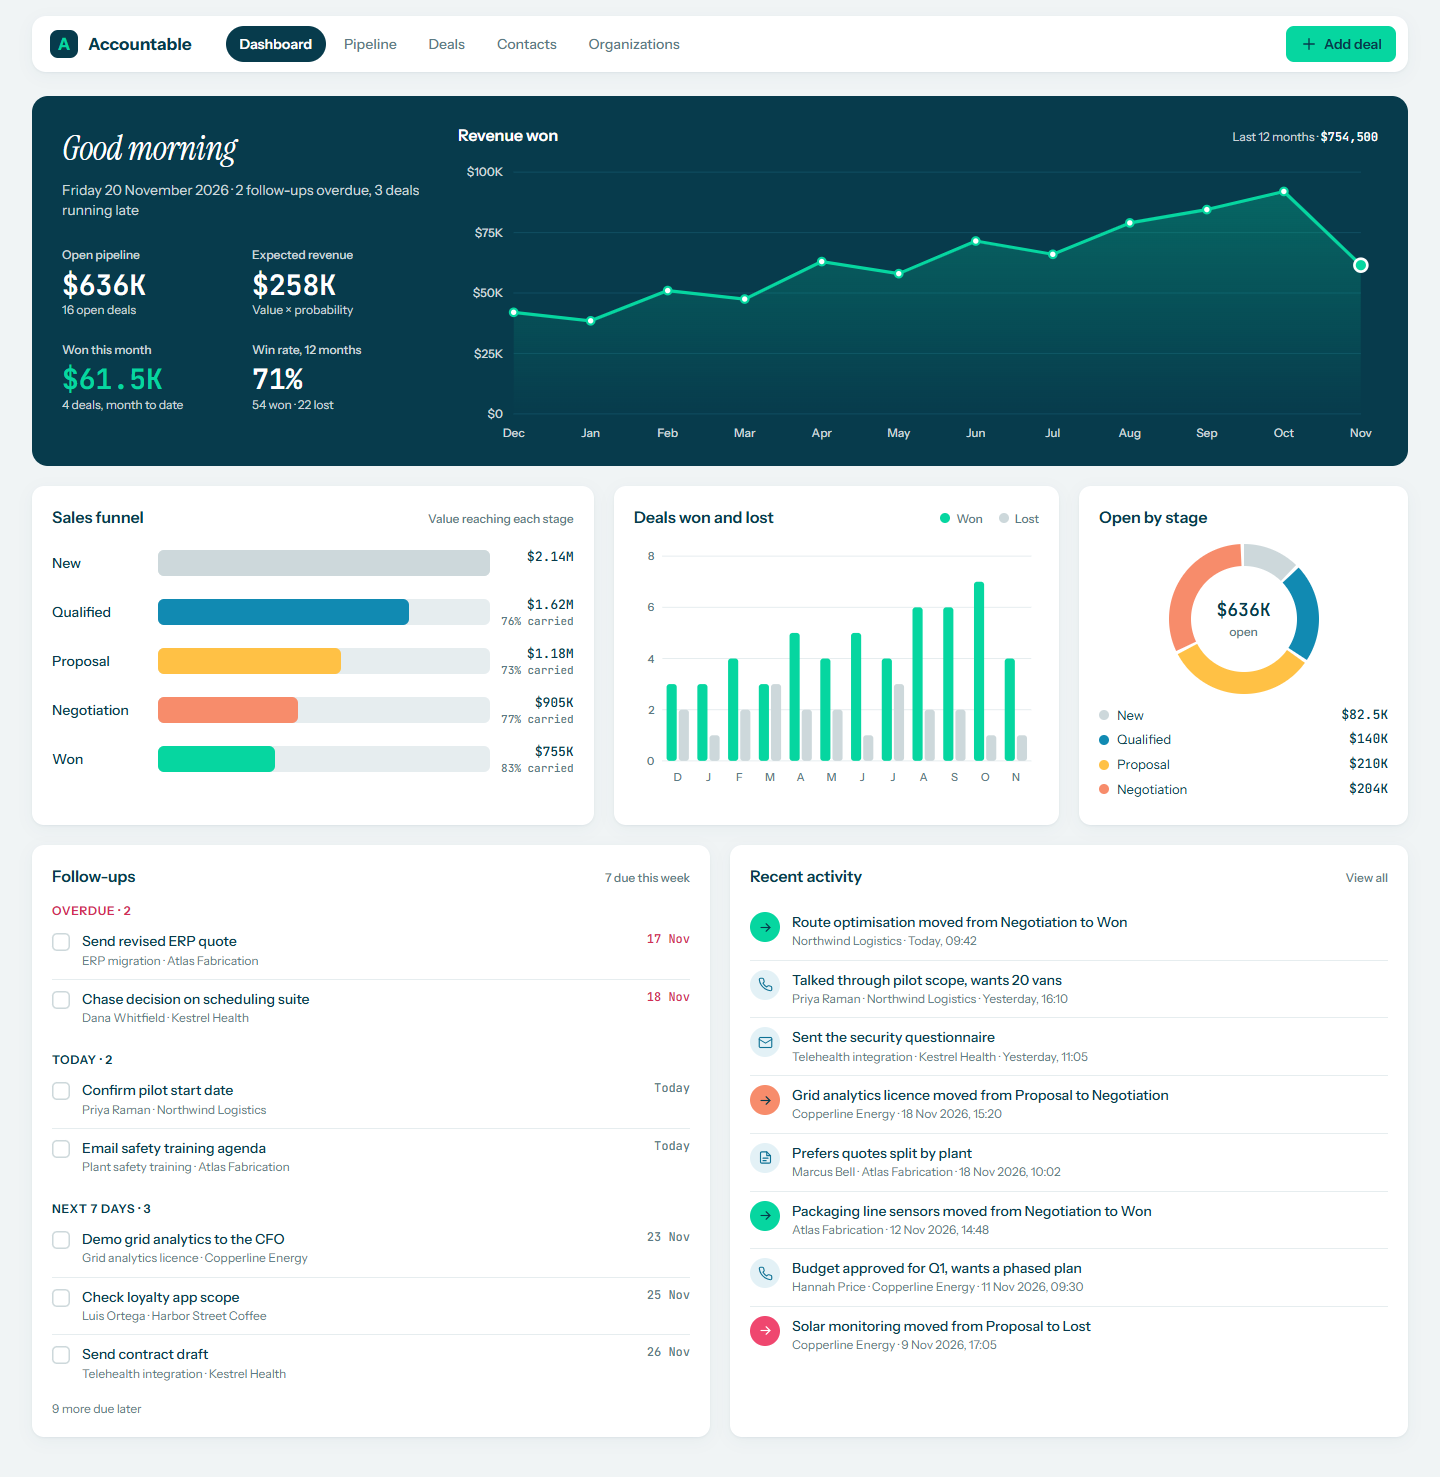 A Accountable Dashboard Pipeline Deals Contacts Organizations + Add deal
Good morning
Friday 20 November 2026 · 2 follow-ups overdue, 3 deals
running late
Open pipeline
$636K
16 open deals
Expected revenue
$258K
Value × probability
Won this month
$61.5K
4 deals, month to date
Win rate, 12 months
71%
54 won · 22 lost
Revenue won
Last 12 months · $754,500
$100K
$75K
$50K
$25K
$0
Dec Jan Feb Mar Apr May Jun Jul Aug Sep Oct Nov
Sales funnel
Value reaching each stage
New $2.14M
Qualified $1.62M
76% carried
Proposal $1.18M
73% carried
Negotiation $905K
77% carried
Won $755K
83% carried
Deals won and lost
Won Lost
8
6
4
2
0
D J F M A M J J A S O N
Open by stage
$636K
open
New $82.5K
Qualified $140K
Proposal $210K
Negotiation $204K
Follow-ups
7 due this week
OVERDUE · 2
Send revised ERP quote 17 Nov
ERP migration · Atlas Fabrication
Chase decision on scheduling suite 18 Nov
Dana Whitfield · Kestrel Health
TODAY · 2
Confirm pilot start date Today
Priya Raman · Northwind Logistics
Email safety training agenda Today
Plant safety training · Atlas Fabrication
NEXT 7 DAYS · 3
Demo grid analytics to the CFO 23 Nov
Grid analytics licence · Copperline Energy
Check loyalty app scope 25 Nov
Luis Ortega · Harbor Street Coffee
Send contract draft 26 Nov
Telehealth integration · Kestrel Health
9 more due later
Recent activity
View all
Route optimisation moved from Negotiation to Won
Northwind Logistics · Today, 09:42
Talked through pilot scope, wants 20 vans
Priya Raman · Northwind Logistics · Yesterday, 16:10
Sent the security questionnaire
Telehealth integration · Kestrel Health · Yesterday, 11:05
Grid analytics licence moved from Proposal to Negotiation
Copperline Energy · 18 Nov 2026, 15:20
Prefers quotes split by plant
Marcus Bell · Atlas Fabrication · 18 Nov 2026, 10:02
Packaging line sensors moved from Negotiation to Won
Atlas Fabrication · 12 Nov 2026, 14:48
Budget approved for Q1, wants a phased plan
Hannah Price · Copperline Energy · 11 Nov 2026, 09:30
Solar monitoring moved from Proposal to Lost
Copperline Energy · 9 Nov 2026, 17:05